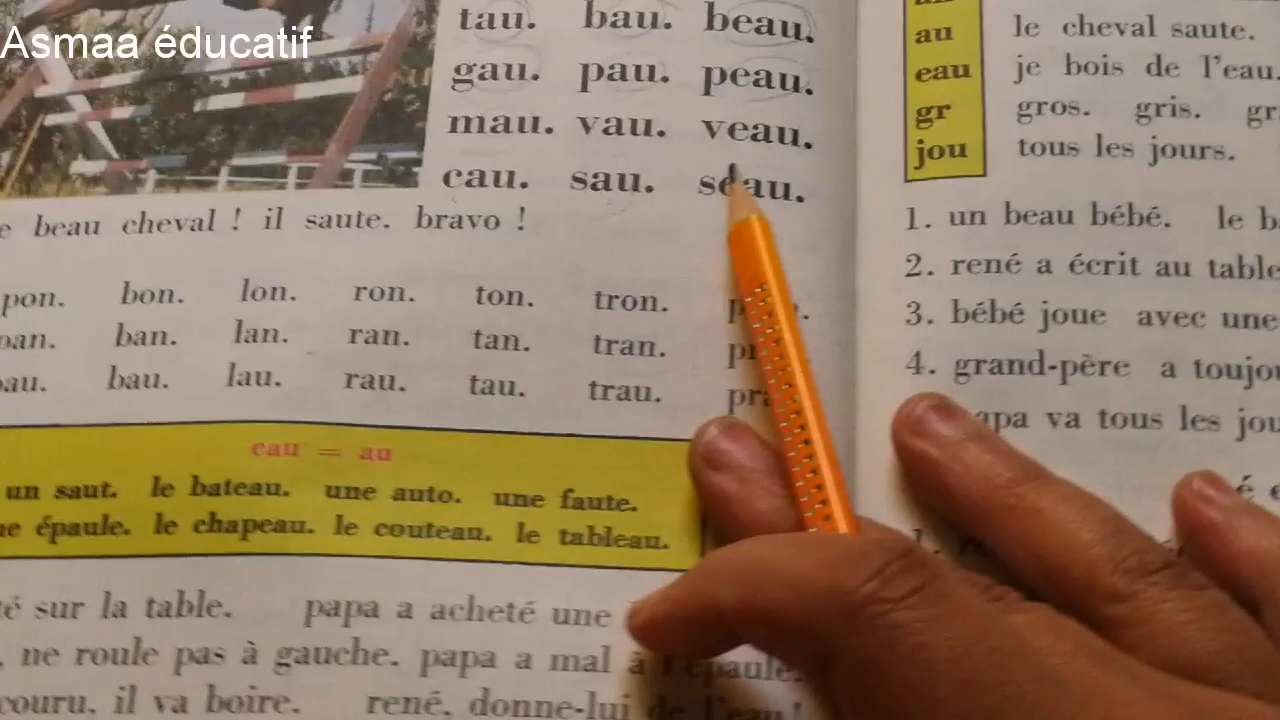 Asmaa éducatif
tau. bau. beau.
gau. pau. peau.
mau. vau. veau.
cau. sau. seau.
beau cheval ! il saute. bravo !
pon. bon. lon. ron. ton. tron.
ban. lan. ran. tan. tran.
bau. lau. rau. tau. trau.
eau = au
un saut. le bateau. une auto. une faute.
épaule. le chapeau. le couteau. le tableau.
sur la table. papa a acheté une
ne roule pas à gauche. papa a mal à l'épaule.
il va boire. rené, donne-lui de l'eau !
au le cheval saute.
eau je bois de l'eau.
gr gros. gris.
jou tous les jours.
1. un beau bébé. le
2. rené a écrit au
3. bébé joue avec une
4. grand-père a
va tous les